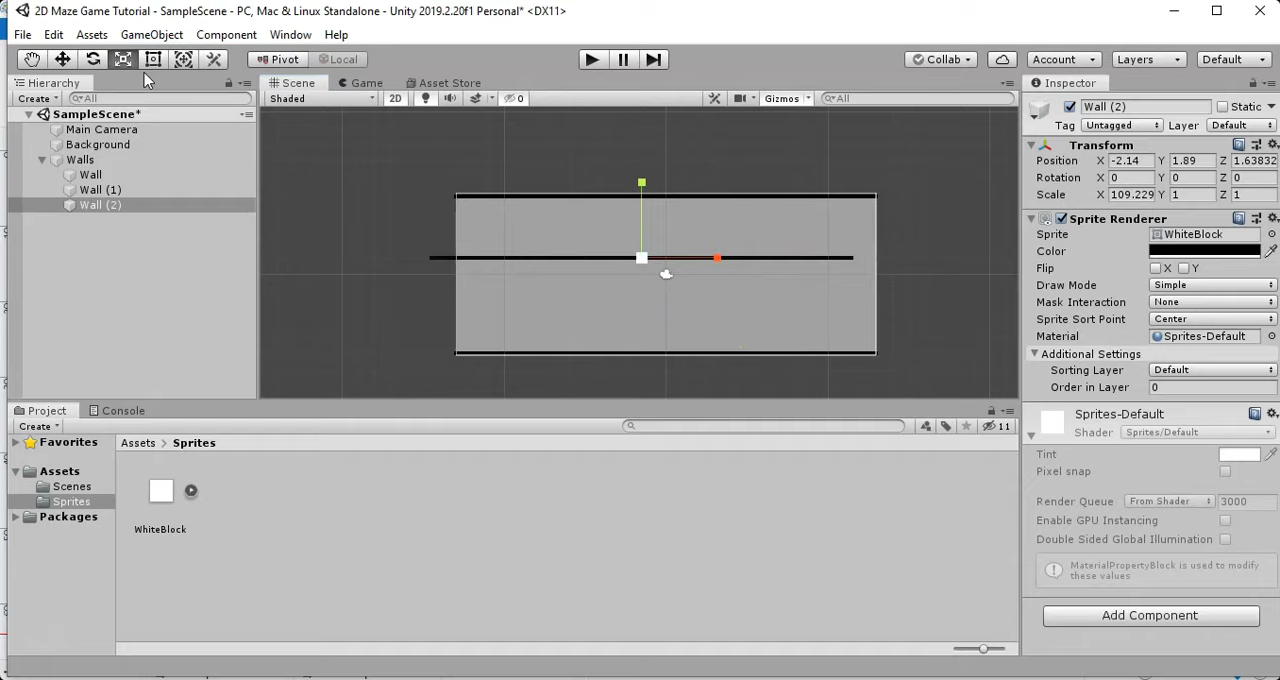 2D Maze Game Tutorial - SampleScene - PC, Mac & Linux Standalone - Unity 2019.2.20f1 Personal* <DX11>
File Edit Assets GameObject Component Window Help
Pivot Local Collab Account Layers Default
Hierarchy
Create All
SampleScene*
Main Camera
Background
Walls
Wall
Wall (1)
Wall (2)
Scene Game Asset Store
Shaded 2D 0 Gizmos All
Inspector
Wall (2) Static
Tag Untagged Layer Default
Transform
Position X -2.14 Y 1.89 Z 1.63832
Rotation X 0 Y 0 Z 0
Scale X 109.229 Y 1 Z 1
Sprite Renderer
Sprite WhiteBlock
Color
Flip X Y
Draw Mode Simple
Mask Interaction None
Sprite Sort Point Center
Material Sprites-Default
Additional Settings
Sorting Layer Default
Order in Layer 0
Sprites-Default
Shader Sprites/Default
Tint
Pixel snap
Render Queue From Shader 3000
Enable GPU Instancing
Double Sided Global Illumination
MaterialPropertyBlock is used to modify
these values
Add Component
Project Console
Create 11
Favorites
Assets
Scenes
Sprites
Packages
Assets > Sprites
WhiteBlock